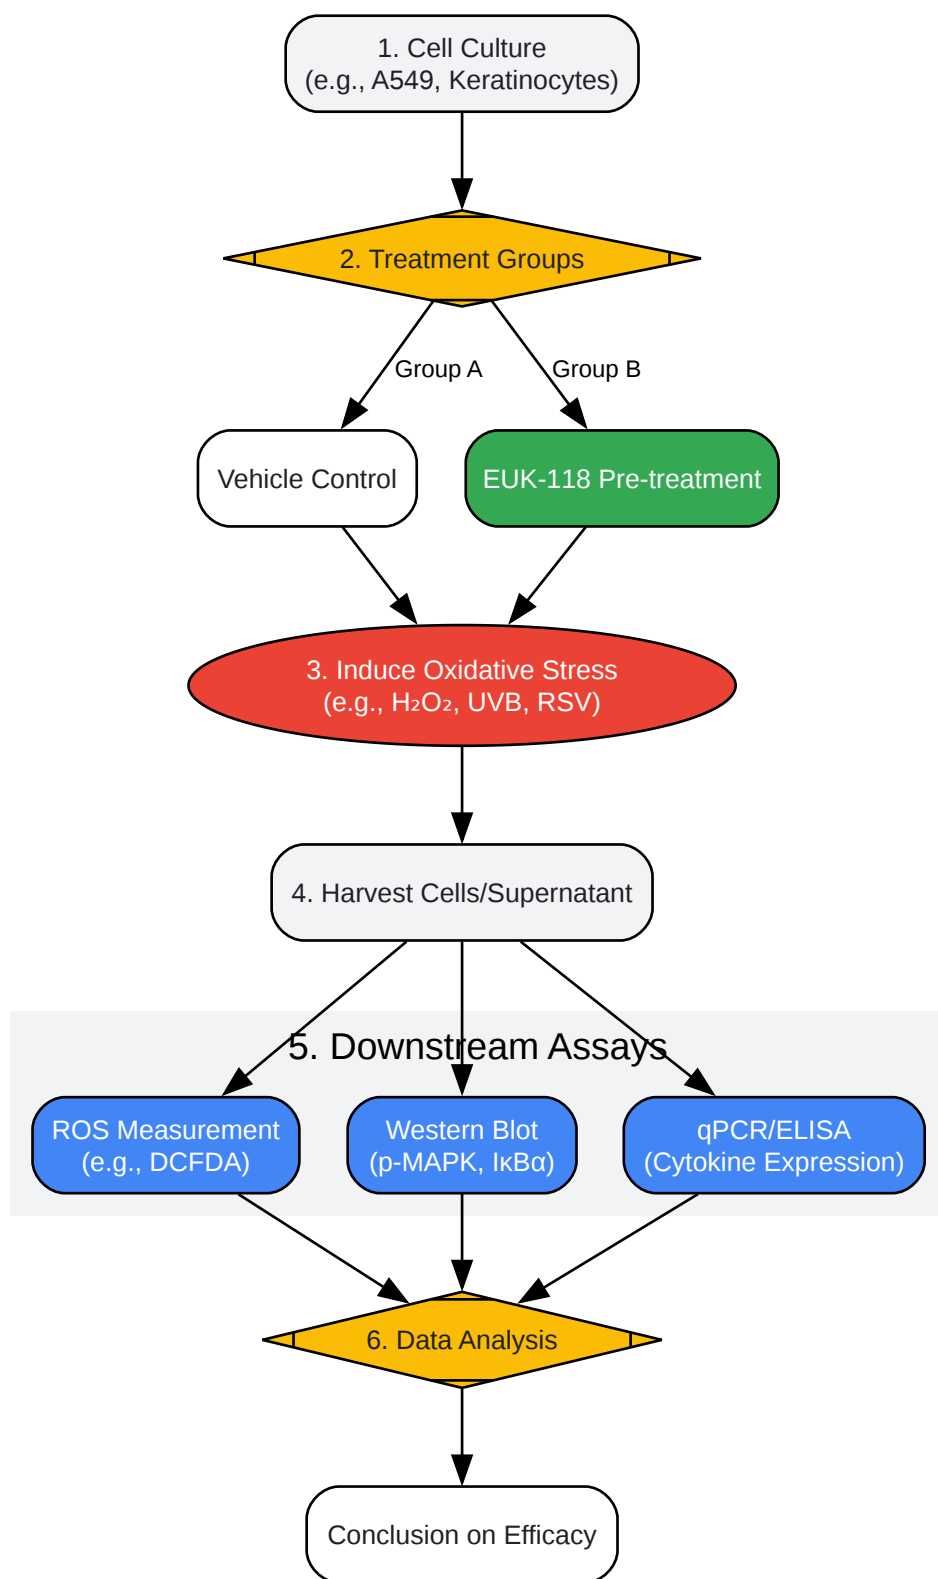 1. Cell Culture
(e.g., A549, Keratinocytes)
2. Treatment Groups
Group A
Group B
Vehicle Control
EUK-118 Pre-treatment
3. Induce Oxidative Stress
(e.g., H₂O₂, UVB, RSV)
4. Harvest Cells/Supernatant
5. Downstream Assays
ROS Measurement
(e.g., DCFDA)
Western Blot
(p-MAPK, IκBα)
qPCR/ELISA
(Cytokine Expression)
6. Data Analysis
Conclusion on Efficacy